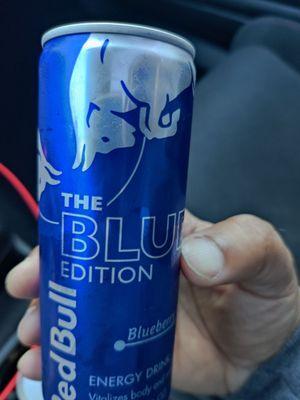 THE
BLUE
EDITION
Blueberry
ENERGY DRINK
Vitalizes body and
Red Bull